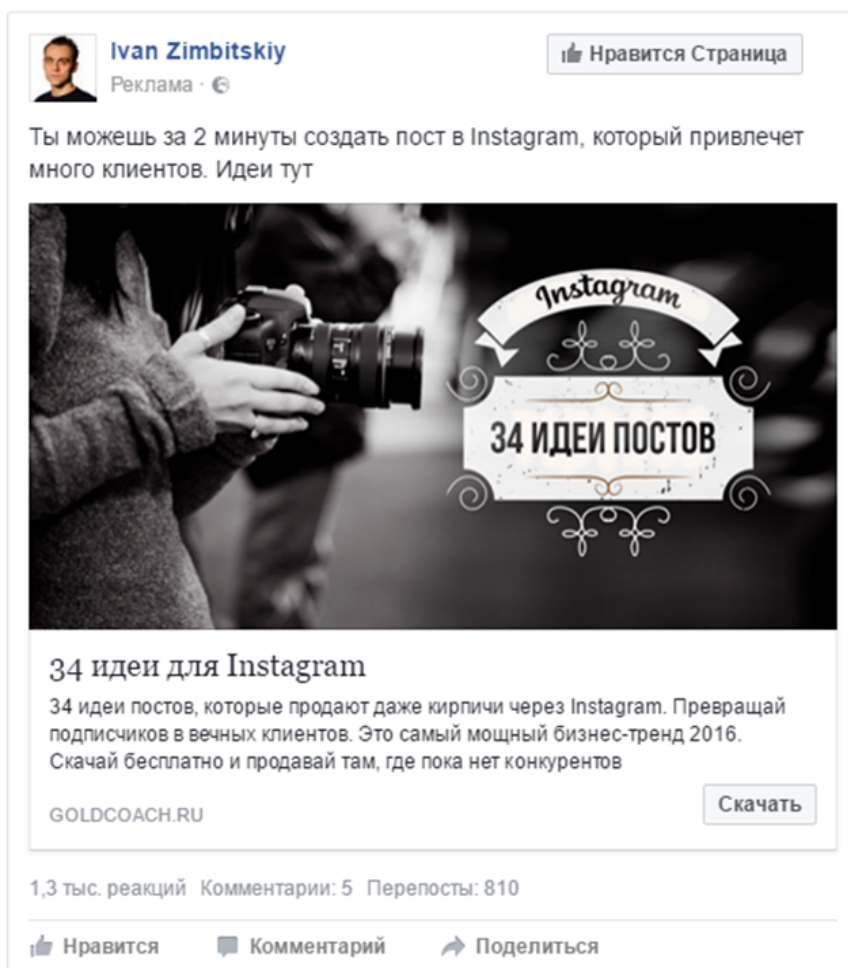 Ivan Zimbitskiy
Нравится Страница
Реклама ·
Ты можешь за 2 минуты создать пост в Instagram, который привлечет
много клиентов. Идеи тут
Instagram
34 ИДЕИ ПОСТОВ
34 идеи для Instagram
34 идеи постов, которые продают даже кирпичи через Instagram. Превращай
подписчиков в вечных клиентов. Это самый мощный бизнес-тренд 2016.
Скачай бесплатно и продавай там, где пока нет конкурентов
GOLDCOACH.RU
Скачать
1,3 тыс. реакций Комментарии: 5 Перепосты: 810
Нравится Комментарий Поделиться